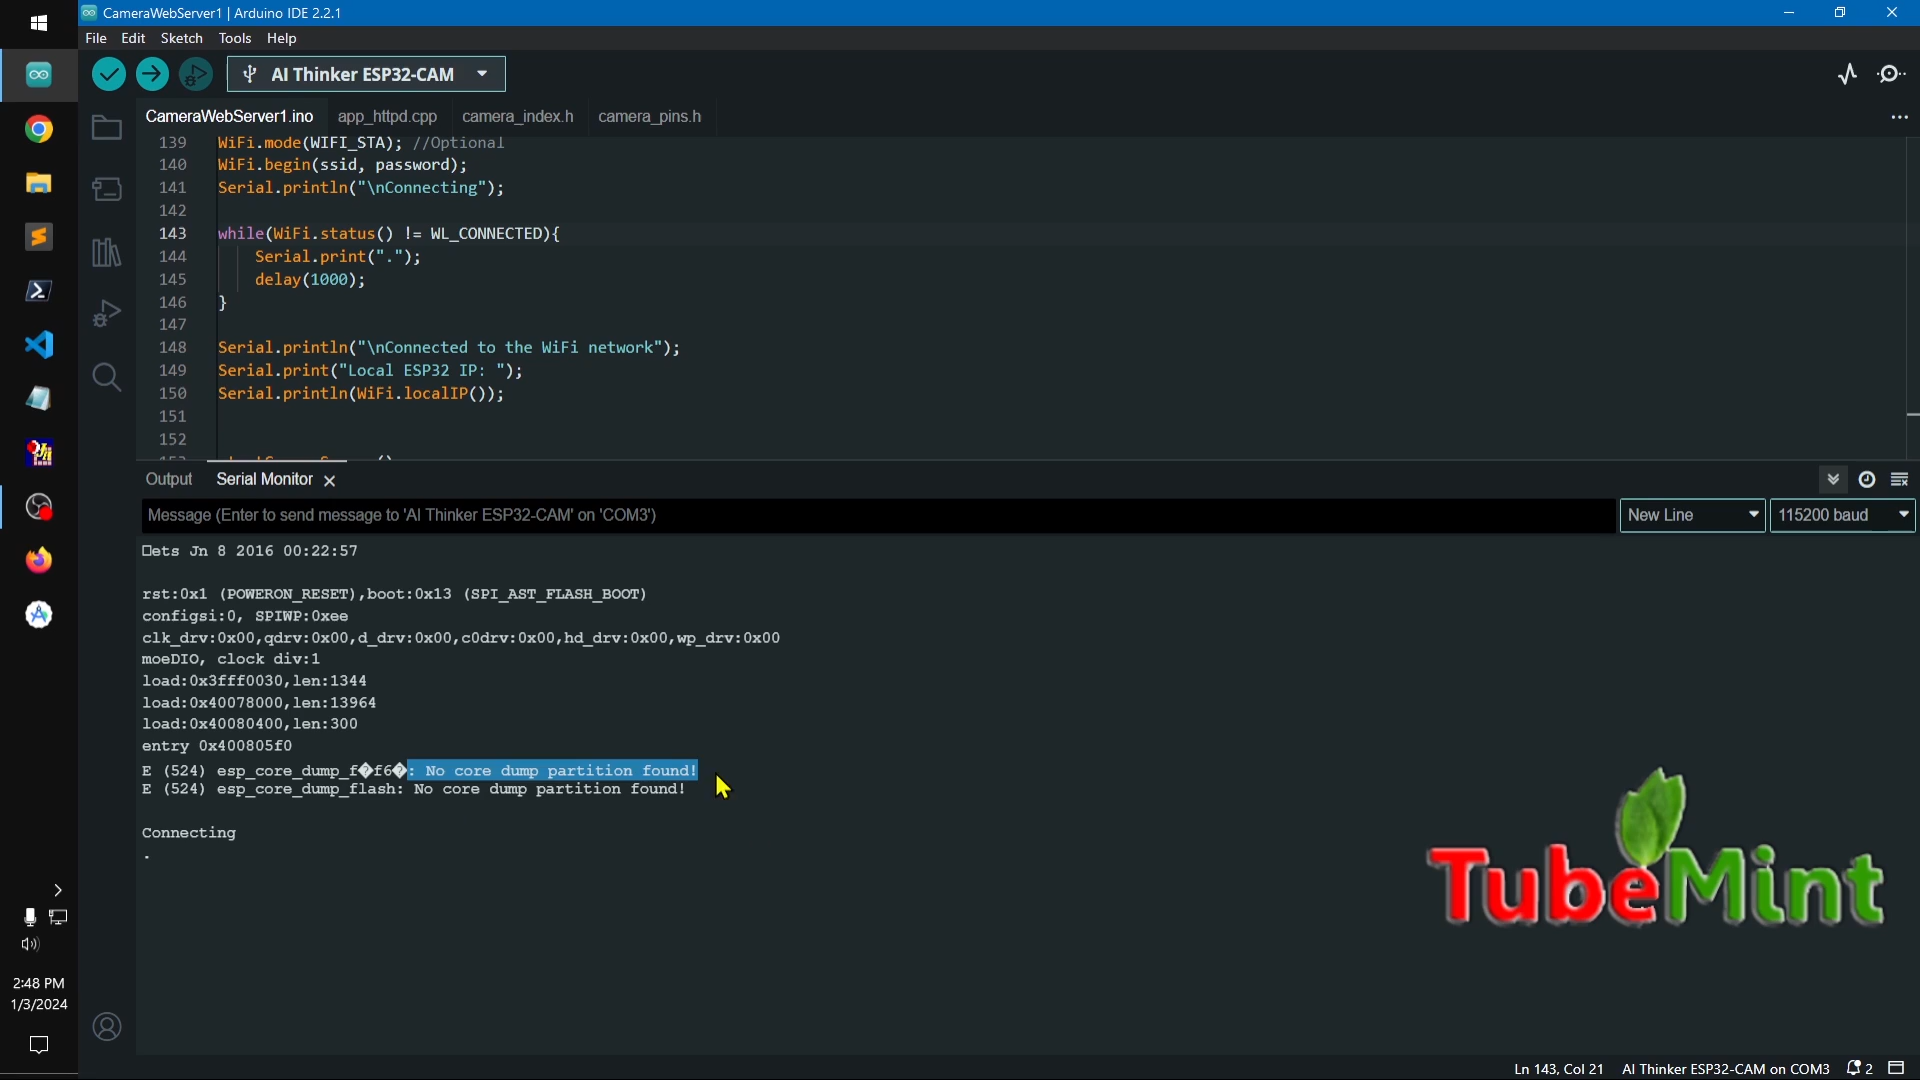 CameraWebServer1 | Arduino IDE 2.2.1
File Edit Sketch Tools Help
AI Thinker ESP32-CAM
CameraWebServer1.ino app_httpd.cpp camera_index.h camera_pins.h
139 WiFi.mode(WIFI_STA); //Optional
140 WiFi.begin(ssid, password);
141 Serial.println("\nConnecting");
142
143 while(WiFi.status() != WL_CONNECTED){
144 Serial.print(".");
145 delay(1000);
146 }
147
148 Serial.println("\nConnected to the WiFi network");
149 Serial.print("Local ESP32 IP: ");
150 Serial.println(WiFi.localIP());
151
152
Output Serial Monitor
Message (Enter to send message to 'AI Thinker ESP32-CAM' on 'COM3')
New Line 115200 baud
□ets Jn 8 2016 00:22:57
rst:0x1 (POWERON_RESET),boot:0x13 (SPI_AST_FLASH_BOOT)
configsi:0, SPIWP:0xee
clk_drv:0x00,qdrv:0x00,d_drv:0x00,c0drv:0x00,hd_drv:0x00,wp_drv:0x00
moeDIO, clock div:1
load:0x3fff0030,len:1344
load:0x40078000,len:13964
load:0x40080400,len:300
entry 0x400805f0
E (524) esp_core_dump_f�f6�: No core dump partition found!
E (524) esp_core_dump_flash: No core dump partition found!
Connecting
.
TubeMint
2:48 PM
1/3/2024
Ln 143, Col 21 AI Thinker ESP32-CAM on COM3 2